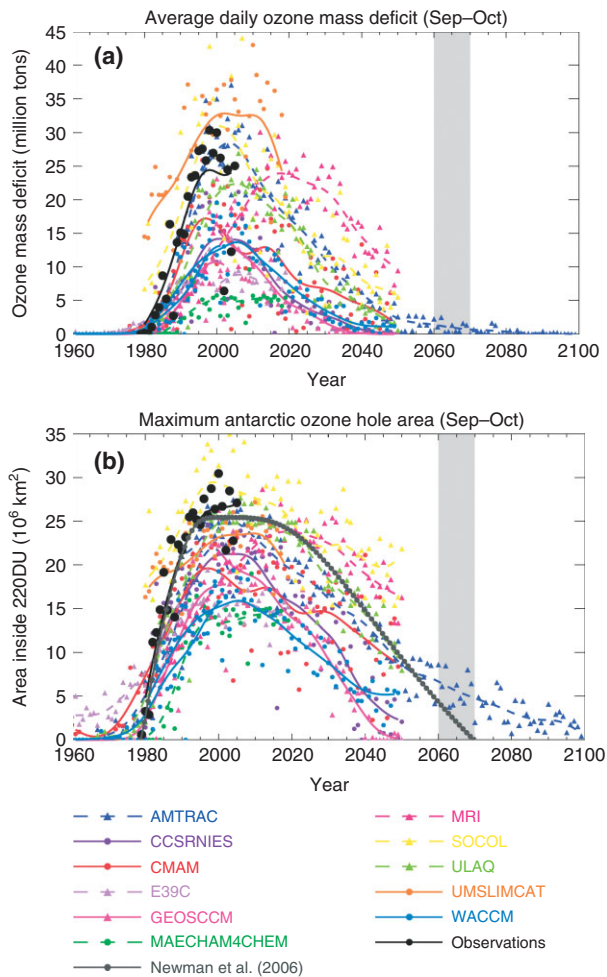 Average daily ozone mass deficit (Sep–Oct)
45
40
35
30
25
20
15
10
5
0
Ozone mass deficit (million tons)
(a)
1960 1980 2000 2020 2040 2060 2080 2100
Year
Maximum antarctic ozone hole area (Sep–Oct)
35
30
25
20
15
10
5
0
Area inside 220DU (10⁶ km²)
(b)
1960 1980 2000 2020 2040 2060 2080 2100
Year
AMTRAC
CCSRNIES
CMAM
E39C
GEOSCCM
MAECHAM4CHEM
Newman et al. (2006)
MRI
SOCOL
ULAQ
UMSLIMCAT
WACCM
Observations